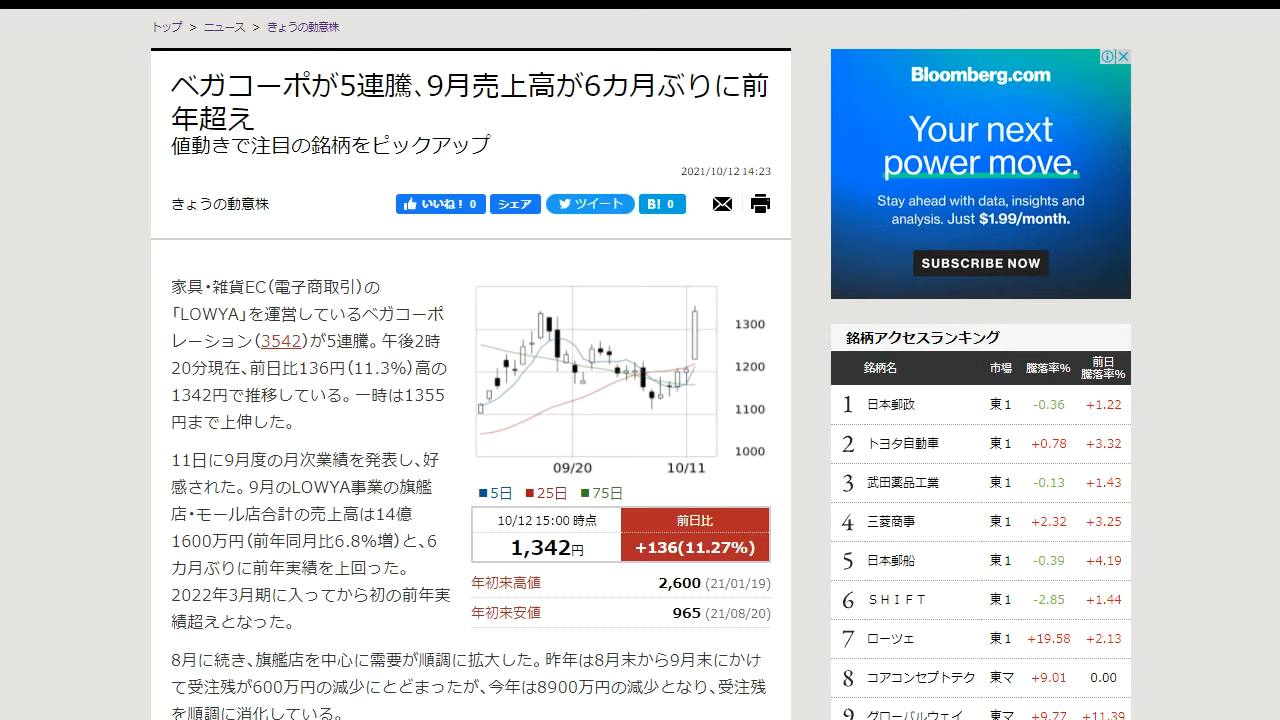 トップ > ニュース > きょうの動意株
ベガコーポが5連騰、9月売上高が6カ月ぶりに前
年超え
値動きで注目の銘柄をピックアップ
2021/10/12 14:23
きょうの動意株
いいね！ 0 シェア ツイート B! 0
家具・雑貨EC（電子商取引）の
「LOWYA」を運営しているベガコーポ
レーション（3542）が5連騰。午後2時
20分現在、前日比136円（11.3%）高の
1342円で推移している。一時は1355
円まで上伸した。
11日に9月度の月次業績を発表し、好
感された。9月のLOWYA事業の旗艦
店・モール店合計の売上高は14億
1600万円（前年同月比6.8%増）と、6
カ月ぶりに前年実績を上回った。
2022年3月期に入ってから初の前年実
績超えとなった。
8月に続き、旗艦店を中心に需要が順調に拡大した。昨年は8月末から9月末にかけ
て受注残が600万円の減少にとどまったが、今年は8900万円の減少となり、受注残
を順調に消化している。
1300
1200
1100
1000
09/20 10/11
■5日 ■25日 ■75日
10/12 15:00 時点 前日比
1,342円 +136(11.27%)
年初来高値 2,600 (21/01/19)
年初来安値 965 (21/08/20)
Bloomberg.com
Your next
power move.
Stay ahead with data, insights and
analysis. Just $1.99/month.
SUBSCRIBE NOW
銘柄アクセスランキング
銘柄名 市場 騰落率% 前日
騰落率%
1 日本郵政 東1 -0.36 +1.22
2 トヨタ自動車 東1 +0.78 +3.32
3 武田薬品工業 東1 -0.13 +1.43
4 三菱商事 東1 +2.32 +3.25
5 日本郵船 東1 -0.39 +4.19
6 ＳＨＩＦＴ 東1 -2.85 +1.44
7 ローツェ 東1 +19.58 +2.13
8 コアコンセプトテク 東マ +9.01 0.00
9 グローバルウェイ 東マ +9.77 +11.39